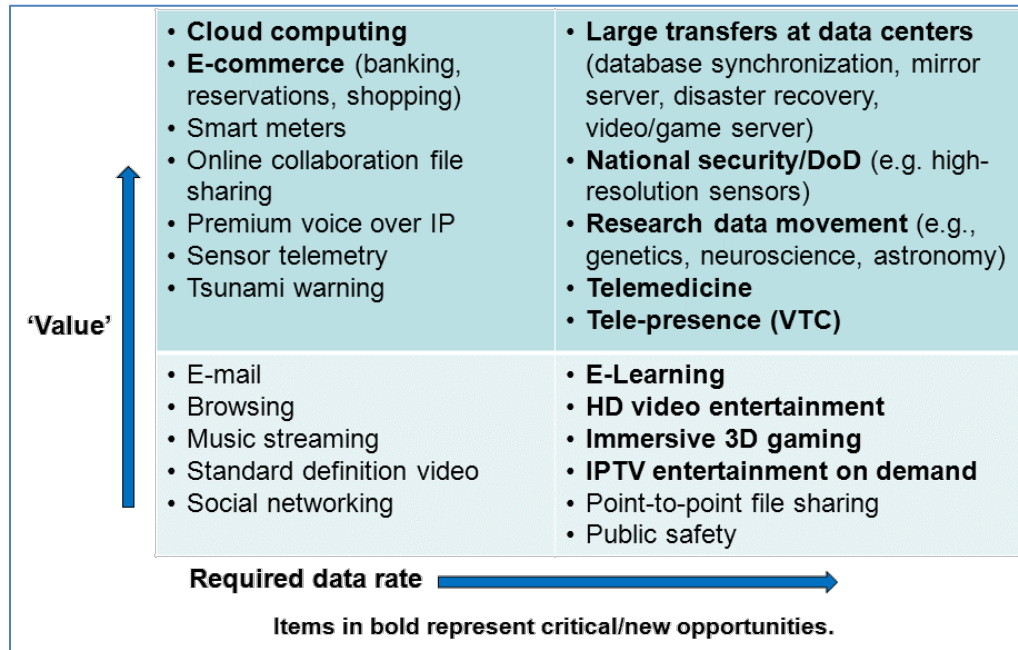 • Cloud computing
• E-commerce (banking,
reservations, shopping)
• Smart meters
• Online collaboration file
sharing
• Premium voice over IP
• Sensor telemetry
• Tsunami warning
• Large transfers at data centers
(database synchronization, mirror
server, disaster recovery,
video/game server)
• National security/DoD (e.g. high-
resolution sensors)
• Research data movement (e.g.,
genetics, neuroscience, astronomy)
• Telemedicine
• Tele-presence (VTC)
‘Value’
• E-mail
• Browsing
• Music streaming
• Standard definition video
• Social networking
• E-Learning
• HD video entertainment
• Immersive 3D gaming
• IPTV entertainment on demand
• Point-to-point file sharing
• Public safety
Required data rate
Items in bold represent critical/new opportunities.